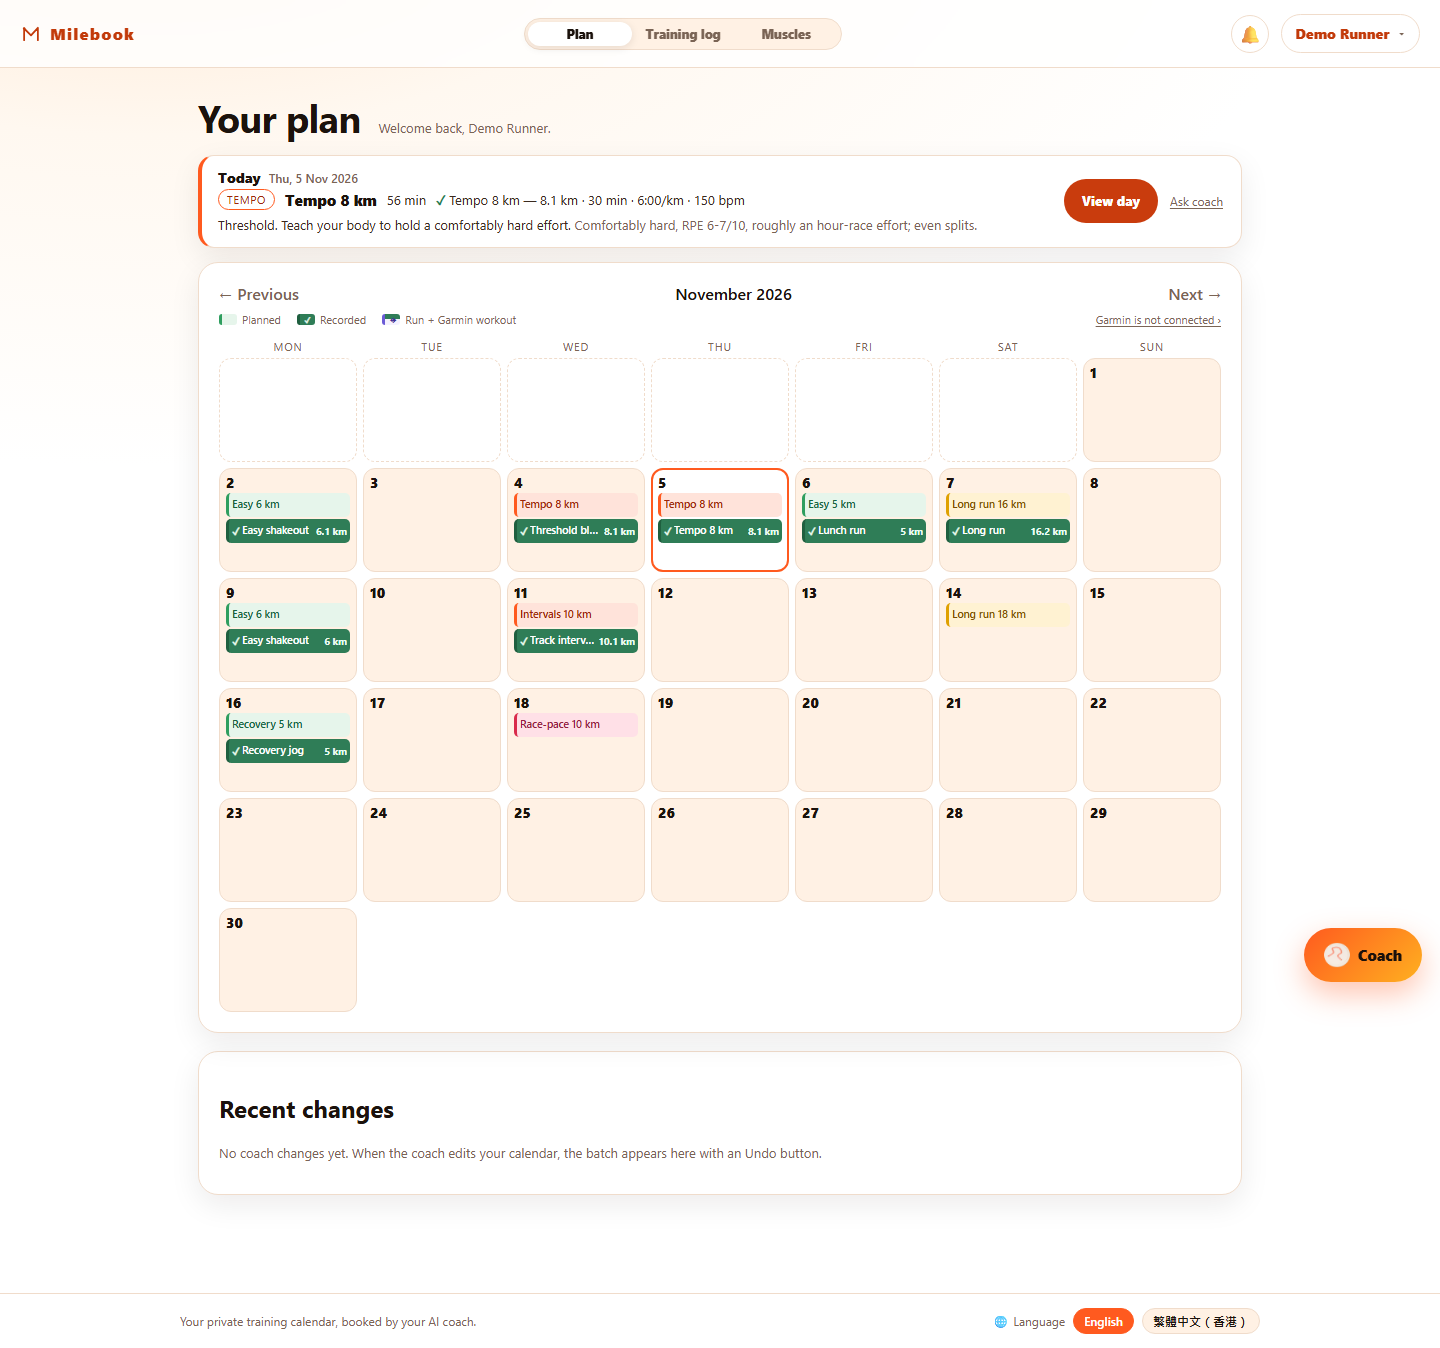 Milebook
Plan
Training log
Muscles
Demo Runner
Your plan
Welcome back, Demo Runner.
Today Thu, 5 Nov 2026
TEMPO Tempo 8 km 56 min ✓ Tempo 8 km — 8.1 km · 30 min · 6:00/km · 150 bpm
Threshold. Teach your body to hold a comfortably hard effort. Comfortably hard, RPE 6-7/10, roughly an hour-race effort; even splits.
View day
Ask coach
← Previous
November 2026
Next →
Planned
✓ Recorded
Run + Garmin workout
Garmin is not connected ›
MON TUE WED THU FRI SAT SUN
1
2
Easy 6 km
✓ Easy shakeout 6.1 km
3
4
Tempo 8 km
✓ Threshold bl... 8.1 km
5
Tempo 8 km
✓ Tempo 8 km 8.1 km
6
Easy 5 km
✓ Lunch run 5 km
7
Long run 16 km
✓ Long run 16.2 km
8
9
Easy 6 km
✓ Easy shakeout 6 km
10
11
Intervals 10 km
✓ Track interv... 10.1 km
12
13
14
Long run 18 km
15
16
Recovery 5 km
✓ Recovery jog 5 km
17
18
Race-pace 10 km
19
20
21
22
23
24
25
26
27
28
29
30
Coach
Recent changes
No coach changes yet. When the coach edits your calendar, the batch appears here with an Undo button.
Your private training calendar, booked by your AI coach.
Language
English
繁體中文（香港）